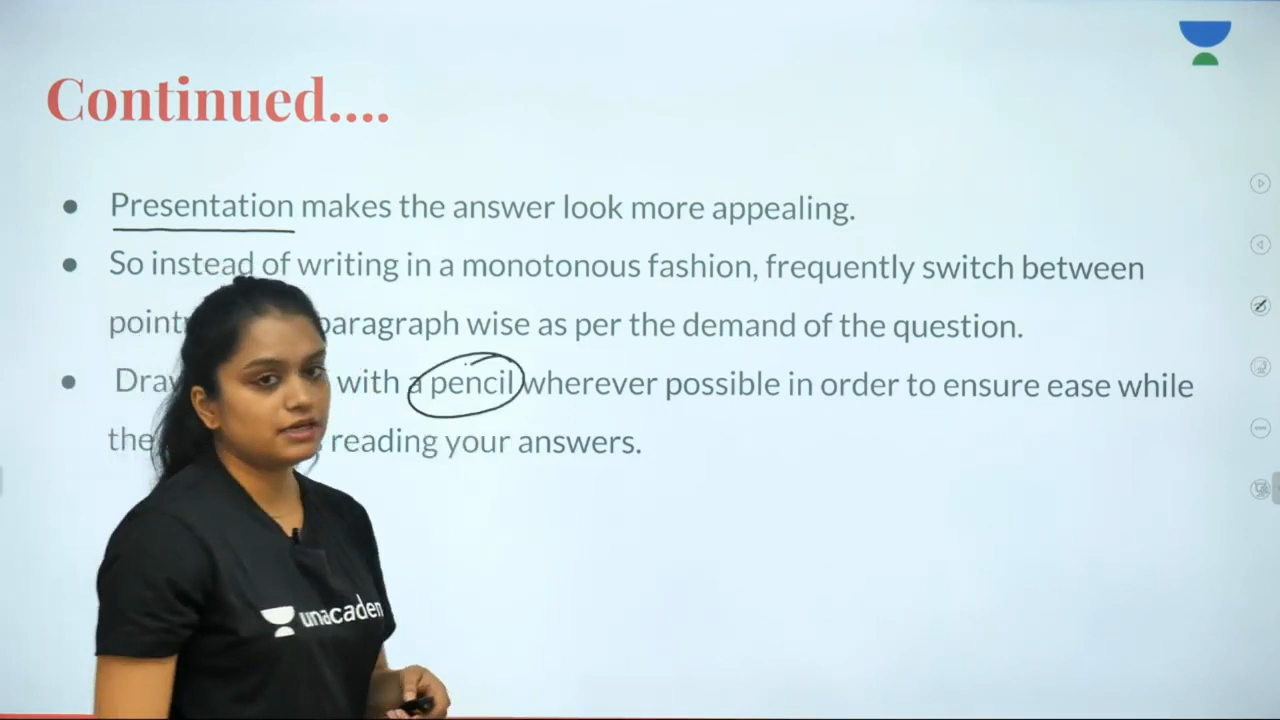 Continued....
● Presentation makes the answer look more appealing.
● So instead of writing in a monotonous fashion, frequently switch between
paragraph wise as per the demand of the question.
● with a pencil wherever possible in order to ensure ease while
reading your answers.
unacadem